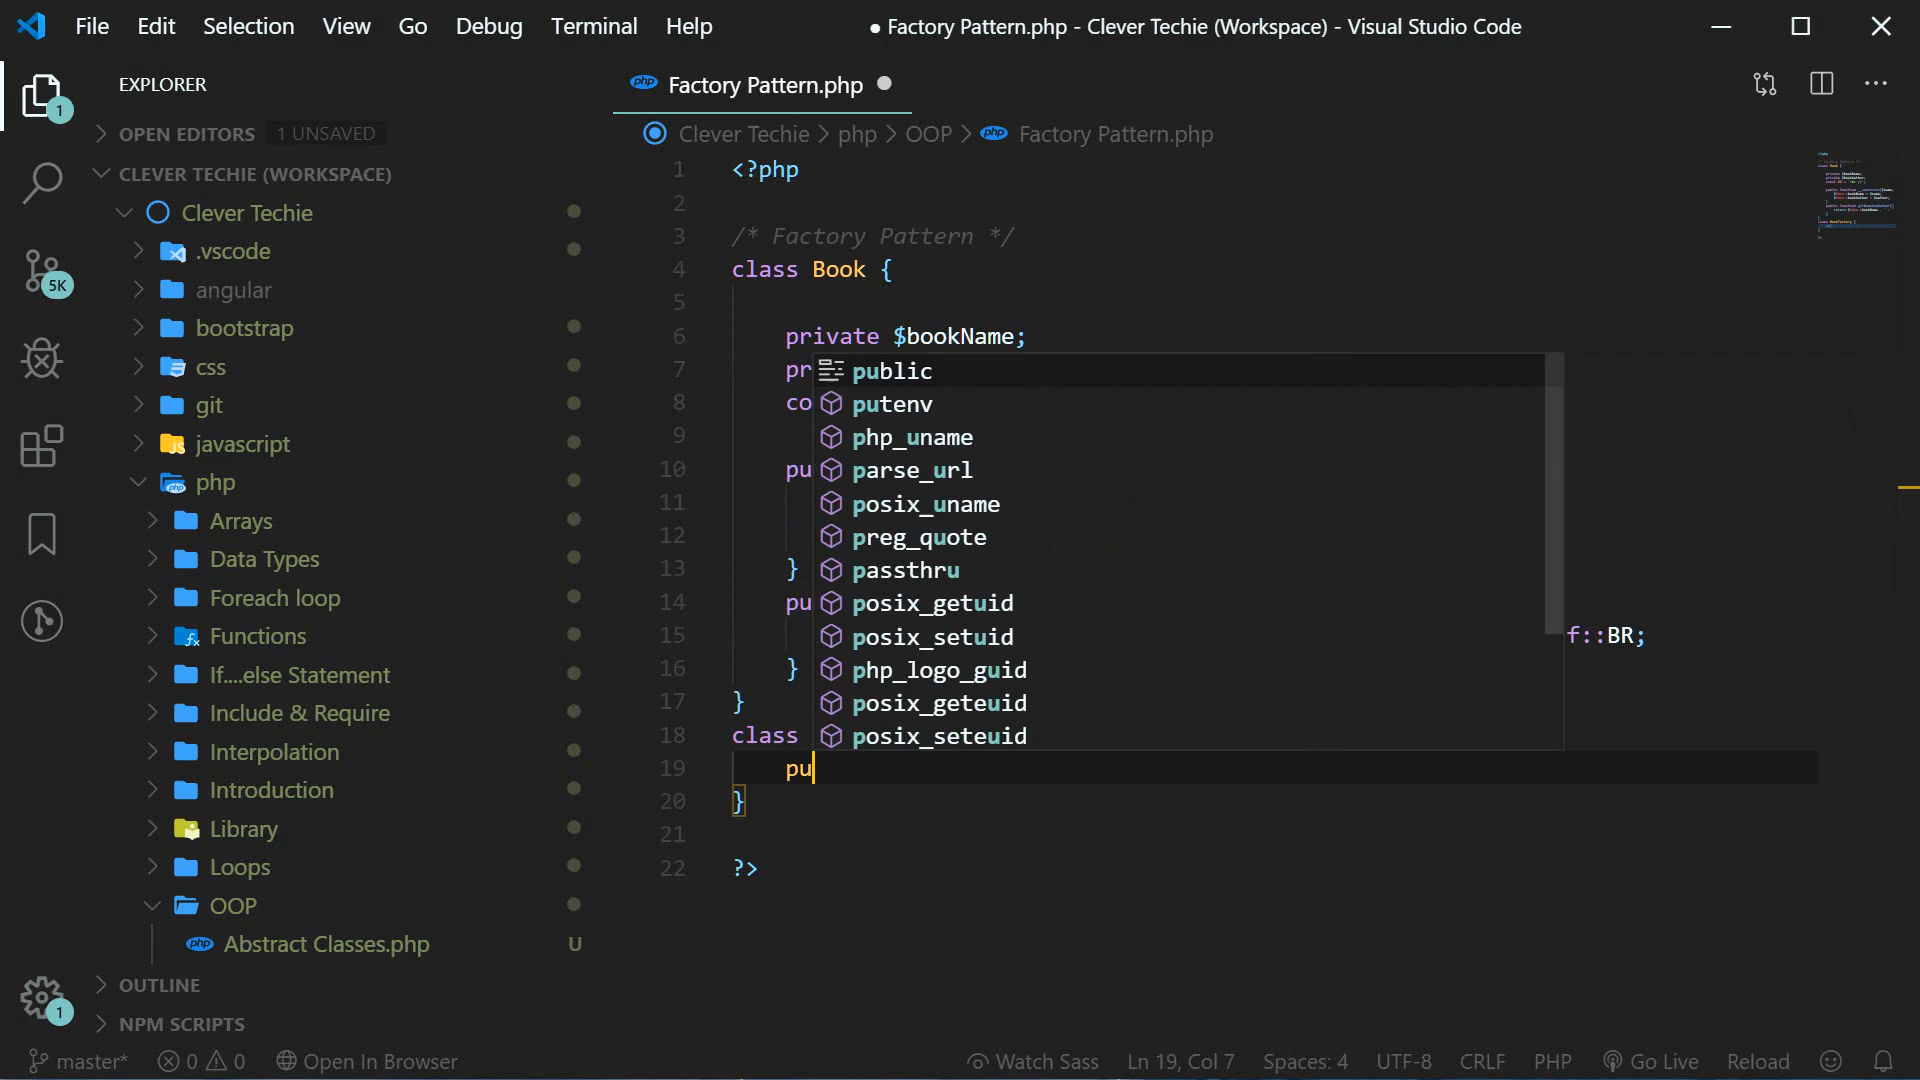 File Edit Selection View Go Debug Terminal Help
● Factory Pattern.php - Clever Techie (Workspace) - Visual Studio Code
EXPLORER
OPEN EDITORS 1 UNSAVED
CLEVER TECHIE (WORKSPACE)
Clever Techie
.vscode
angular
bootstrap
css
git
javascript
php
Arrays
Data Types
Foreach loop
Functions
If....else Statement
Include & Require
Interpolation
Introduction
Library
Loops
OOP
Abstract Classes.php U
OUTLINE
NPM SCRIPTS
1
5K
1
Factory Pattern.php
Clever Techie > php > OOP > Factory Pattern.php
1 <?php
2
3 /* Factory Pattern */
4 class Book {
5
6 private $bookName;
7 pr
8 co
9
10 pu
11
12
13 }
14 pu
15 f::BR;
16 }
17 }
18 class
19 pu
20 }
21
22 ?>
public
putenv
php_uname
parse_url
posix_uname
preg_quote
passthru
posix_getuid
posix_setuid
php_logo_guid
posix_geteuid
posix_seteuid
master* 0 0 Open In Browser Watch Sass Ln 19, Col 7 Spaces: 4 UTF-8 CRLF PHP Go Live Reload